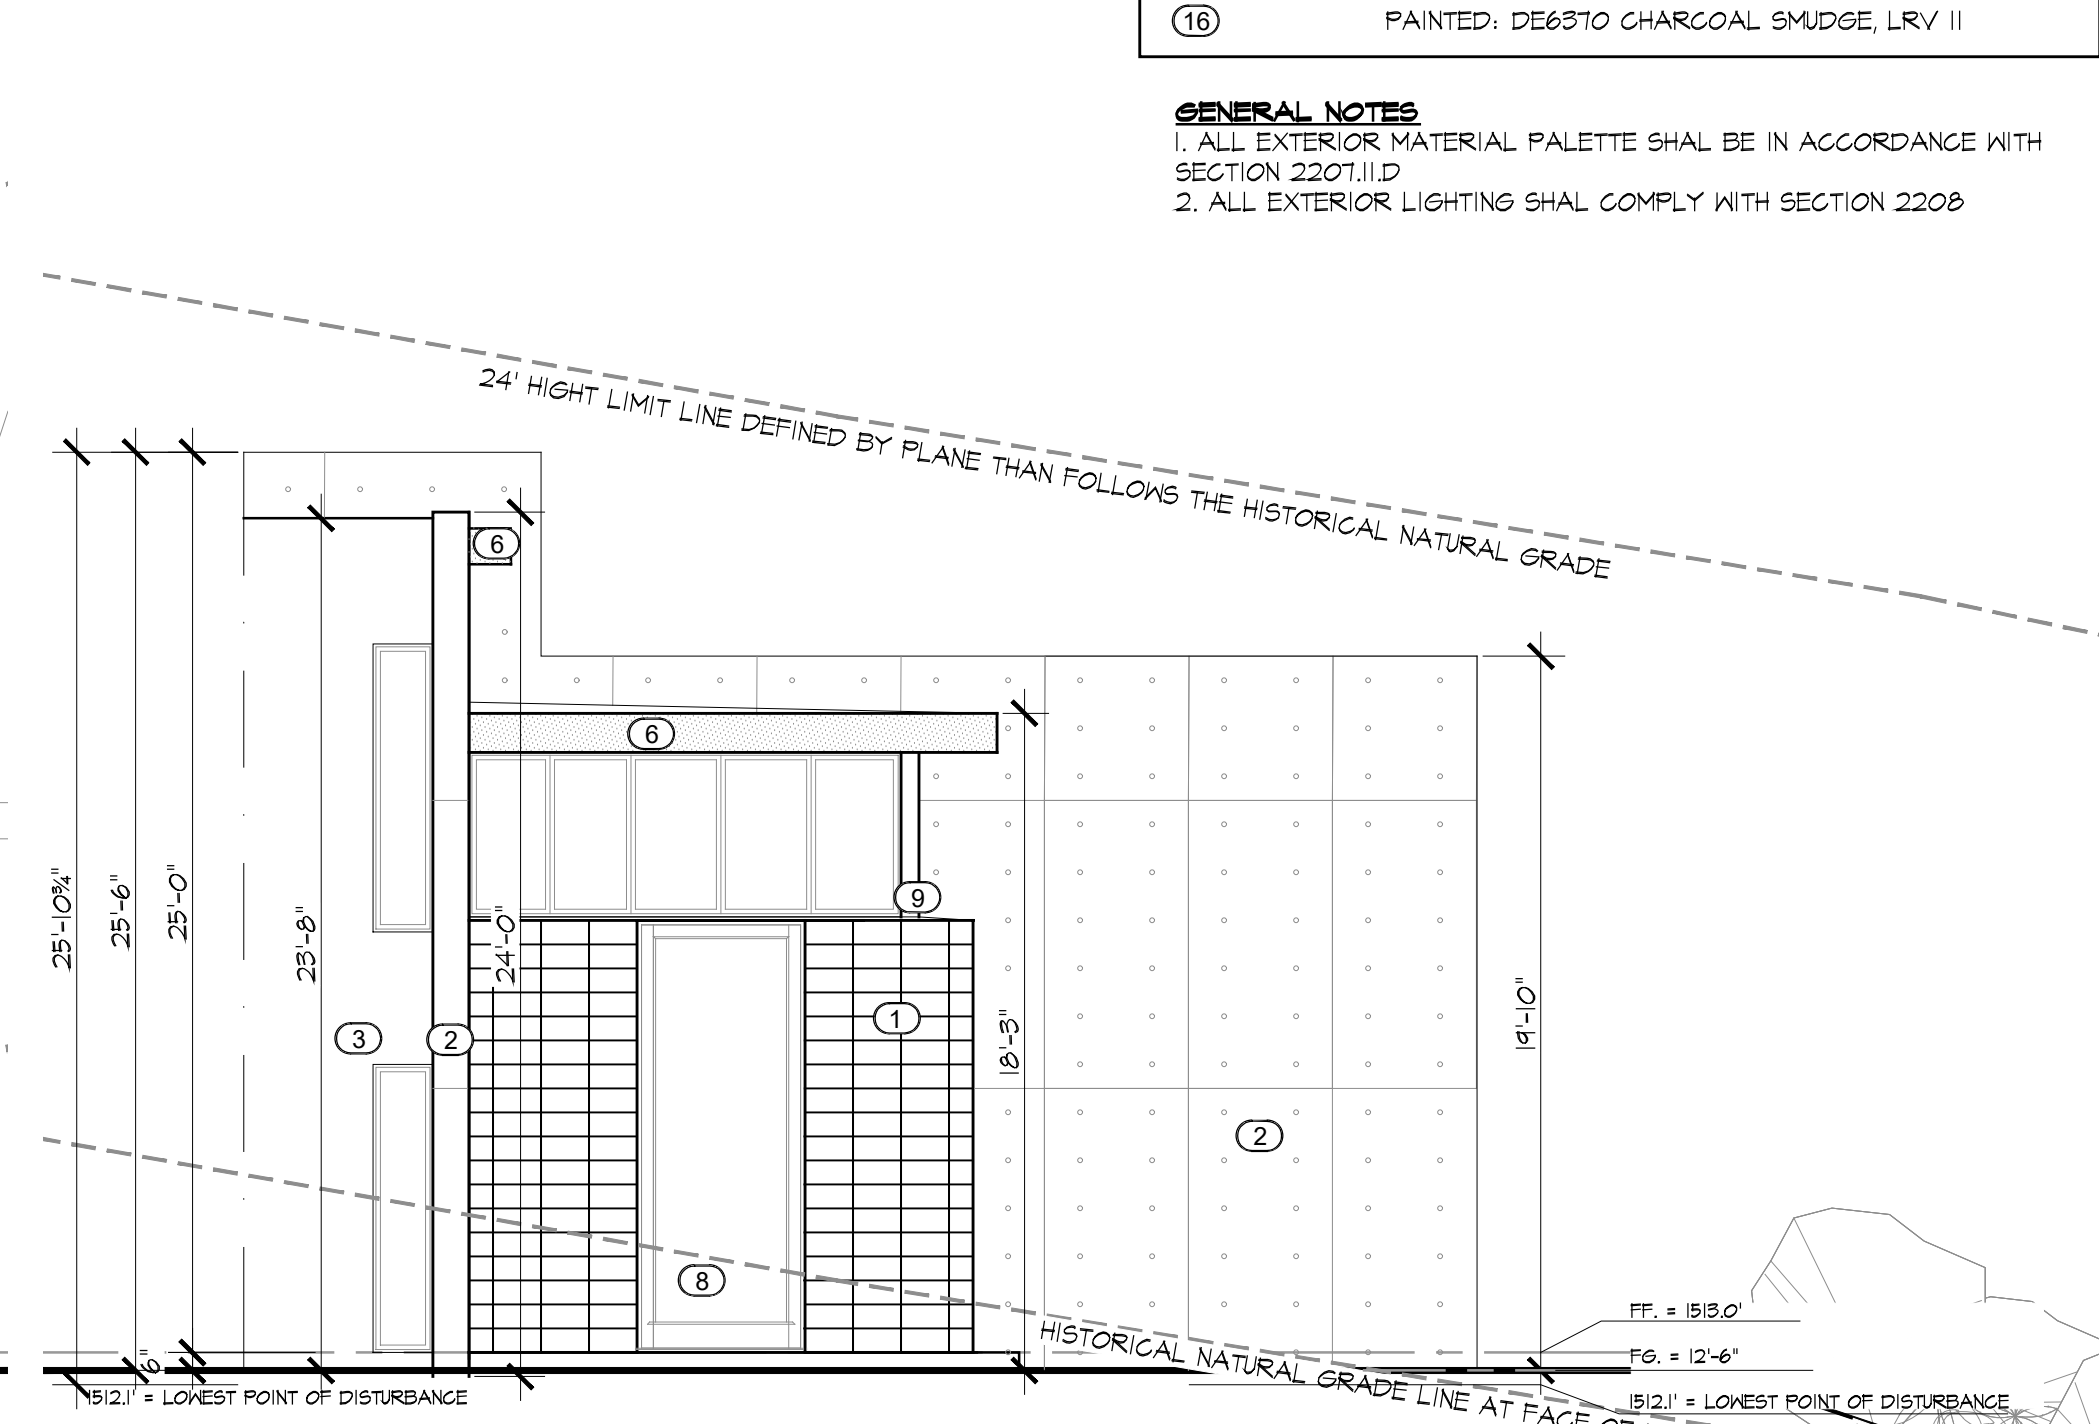 16 PAINTED: DE6370 CHARCOAL SMUDGE, LRV 11
GENERAL NOTES
1. ALL EXTERIOR MATERIAL PALETTE SHAL BE IN ACCORDANCE WITH
SECTION 2207.11.D
2. ALL EXTERIOR LIGHTING SHAL COMPLY WITH SECTION 2208
24' HIGHT LIMIT LINE DEFINED BY PLANE THAN FOLLOWS THE HISTORICAL NATURAL GRADE
6
6
9
25'-10¾"
25'-6"
25'-0"
23'-8"
24'-0"
18'-3"
19'-10"
1
3
2
2
8
6"
HISTORICAL NATURAL GRADE LINE AT FACE OF
FF. = 1513.0'
FG. = 12'-6"
1512.1' = LOWEST POINT OF DISTURBANCE
1512.1' = LOWEST POINT OF DISTURBANCE